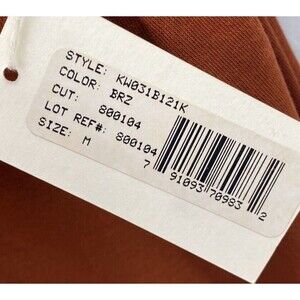 STYLE: KW031B121K
COLOR: BRZ
CUT: 800104
LOT REF#: 800104
SIZE: M
7 91093 70983 2